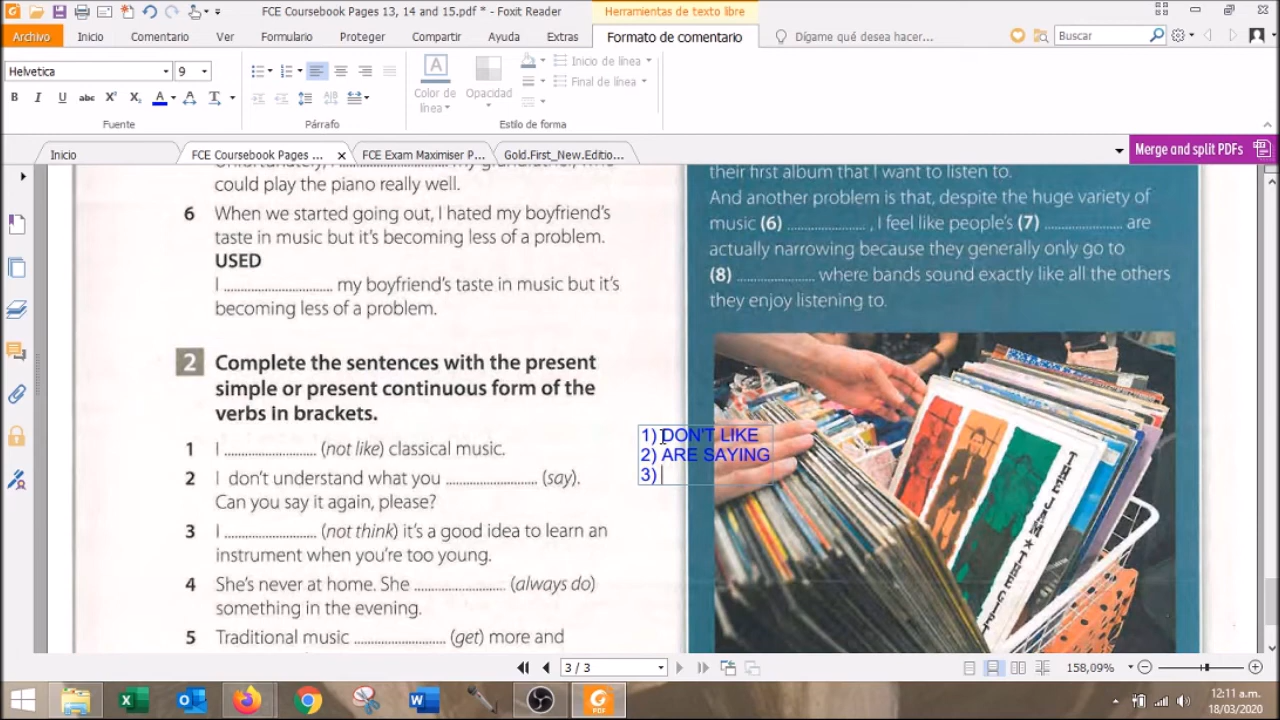 FCE Coursebook Pages 13, 14 and 15.pdf * - Foxit Reader
Herramientas de texto libre
Archivo
Inicio
Comentario
Ver
Formulario
Proteger
Compartir
Ayuda
Extras
Formato de comentario
Dígame qué desea hacer...
Buscar
Helvetica
9
Color de línea
Opacidad
Inicio de línea
Final de línea
Fuente
Párrafo
Estilo de forma
Inicio
FCE Coursebook Pages ...
FCE Exam Maximiser P...
Gold.First_New.Editio...
Merge and split PDFs
could play the piano really well.
6 When we started going out, I hated my boyfriend's
taste in music but it's becoming less of a problem.
USED
I ................................ my boyfriend's taste in music but it's
becoming less of a problem.
2 Complete the sentences with the present
simple or present continuous form of the
verbs in brackets.
1 I ........................... (not like) classical music.
2 I don't understand what you ........................... (say).
Can you say it again, please?
3 I ........................... (not think) it's a good idea to learn an
instrument when you're too young.
4 She's never at home. She ........................... (always do)
something in the evening.
5 Traditional music ........................... (get) more and
1) DON'T LIKE
2) ARE SAYING
3)
their first album that I want to listen to.
And another problem is that, despite the huge variety of
music (6) ......................, I feel like people's (7) ...................... are
actually narrowing because they generally only go to
(8) ...................... where bands sound exactly like all the others
they enjoy listening to.
THE JAM
3 / 3
158,09%
12:11 a.m.
18/03/2020